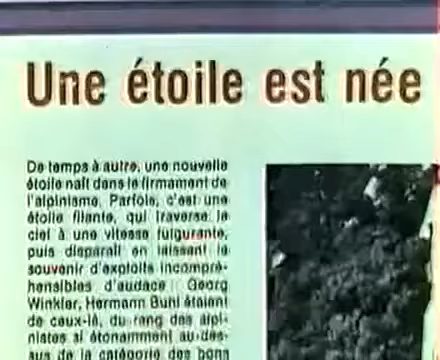 Une étoile est née
De temps à autre, une nouvelle
étoile naît dans le firmament de
l'alpinisme. Parfois, c'est une
étoile filante, qui traverse le
ciel à une vitesse fulgurante,
puis disparaît en laissant le
souvenir d'exploits incompré-
hensibles d'audace : Georg
Winkler, Hermann Buhl étaient
de ceux-là, du rang des alpi-
nistes si étonnamment au-des-
sus de la catégorie des bons